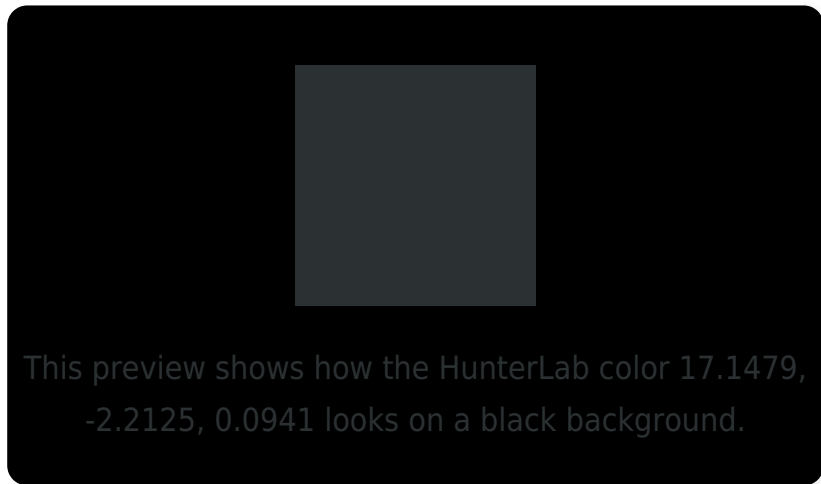 This preview shows how the HunterLab color 17.1479,
-2.2125, 0.0941 looks on a black background.